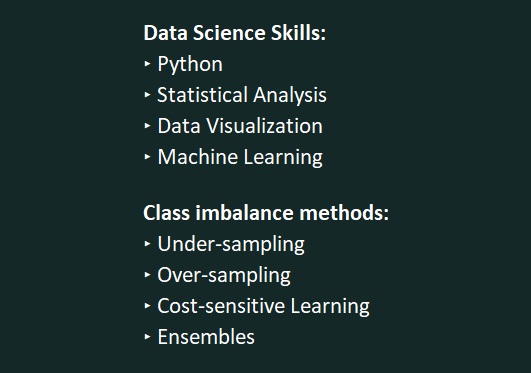 Data Science Skills:
‣ Python
‣ Statistical Analysis
‣ Data Visualization
‣ Machine Learning
Class imbalance methods:
‣ Under-sampling
‣ Over-sampling
‣ Cost-sensitive Learning
‣ Ensembles